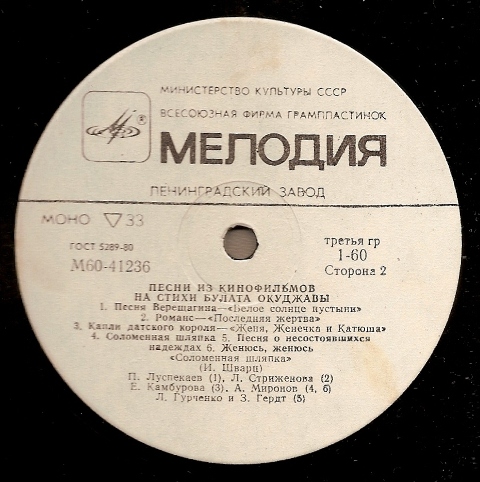 МИНИСТЕРСТВО КУЛЬТУРЫ СССР
ВСЕСОЮЗНАЯ ФИРМА ГРАМПЛАСТИНОК
®
МЕЛОДИЯ
ЛЕНИНГРАДСКИЙ ЗАВОД
МОНО ▽ 33
ГОСТ 5289-80
М60-41236
третья гр
1-60
Сторона 2
ПЕСНИ ИЗ КИНОФИЛЬМОВ
НА СТИХИ БУЛАТА ОКУДЖАВЫ
1. Песня Верещагина—«Белое солнце пустыни»
2. Романс—«Последняя жертва»
3. Капли датского короля—«Женя, Женечка и Катюша»
4. Соломенная шляпка 5. Песня о несостоявшихся
надеждах 6. Женюсь, женюсь
«Соломенная шляпка»
(И. Шварц)
П. Луспекаев (1), Л. Стриженова (2)
Е. Камбурова (3), А. Миронов (4, 6)
Л. Гурченко и З. Гердт (5)